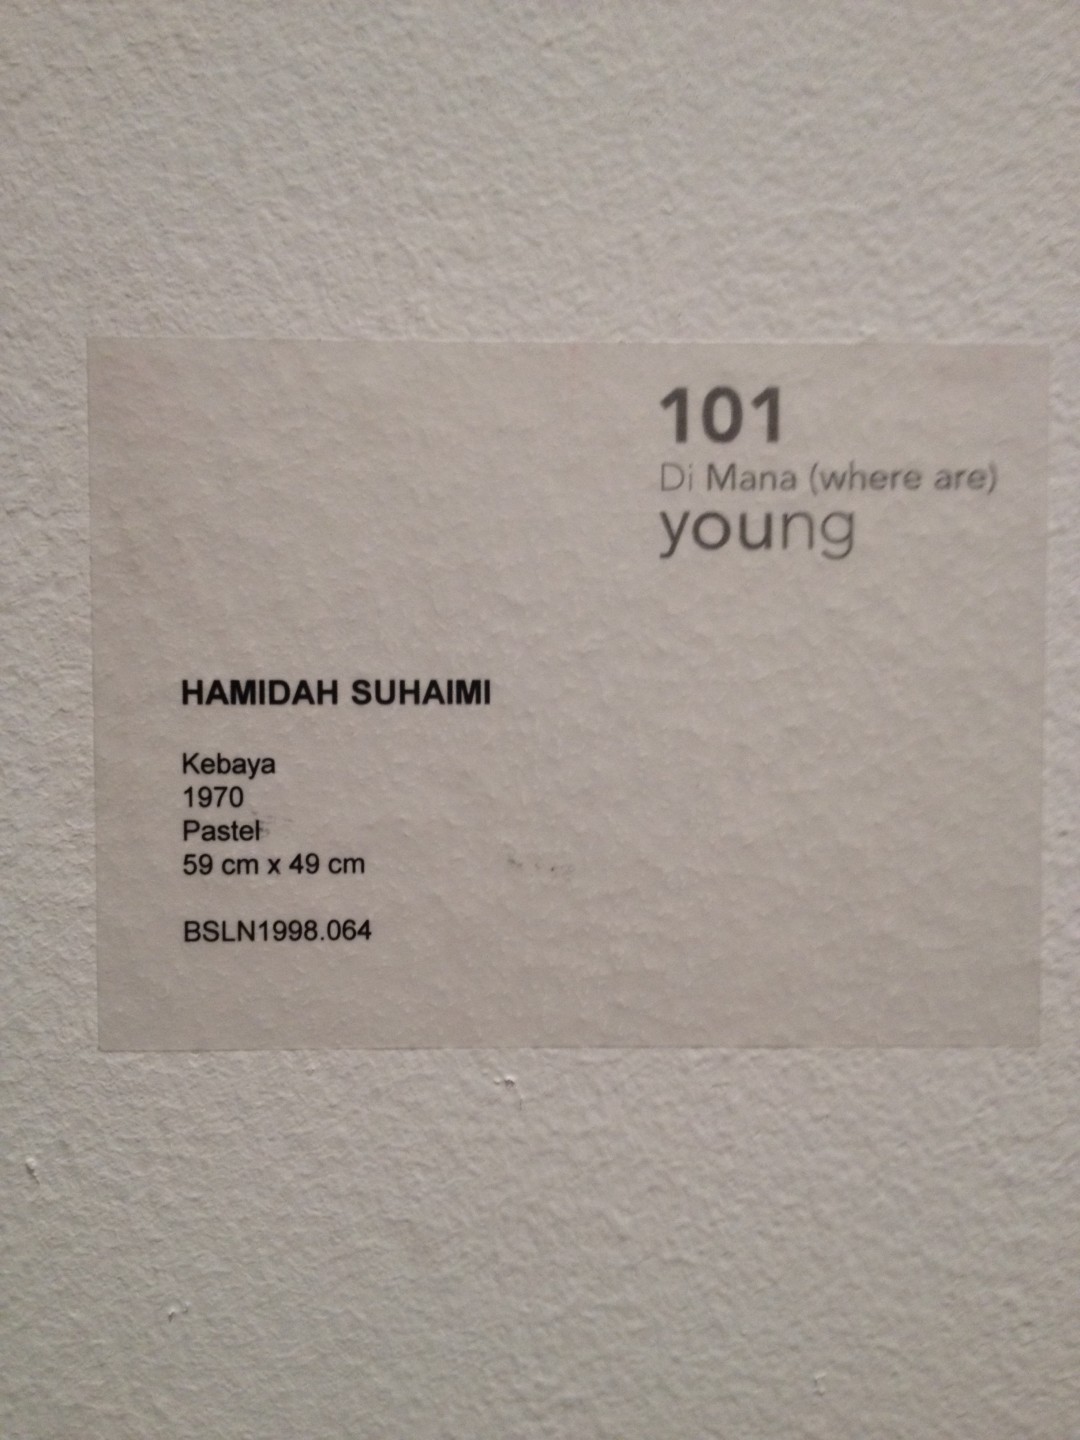 101
Di Mana (where are)
young
HAMIDAH SUHAIMI
Kebaya
1970
Pastel
59 cm x 49 cm
BSLN1998.064